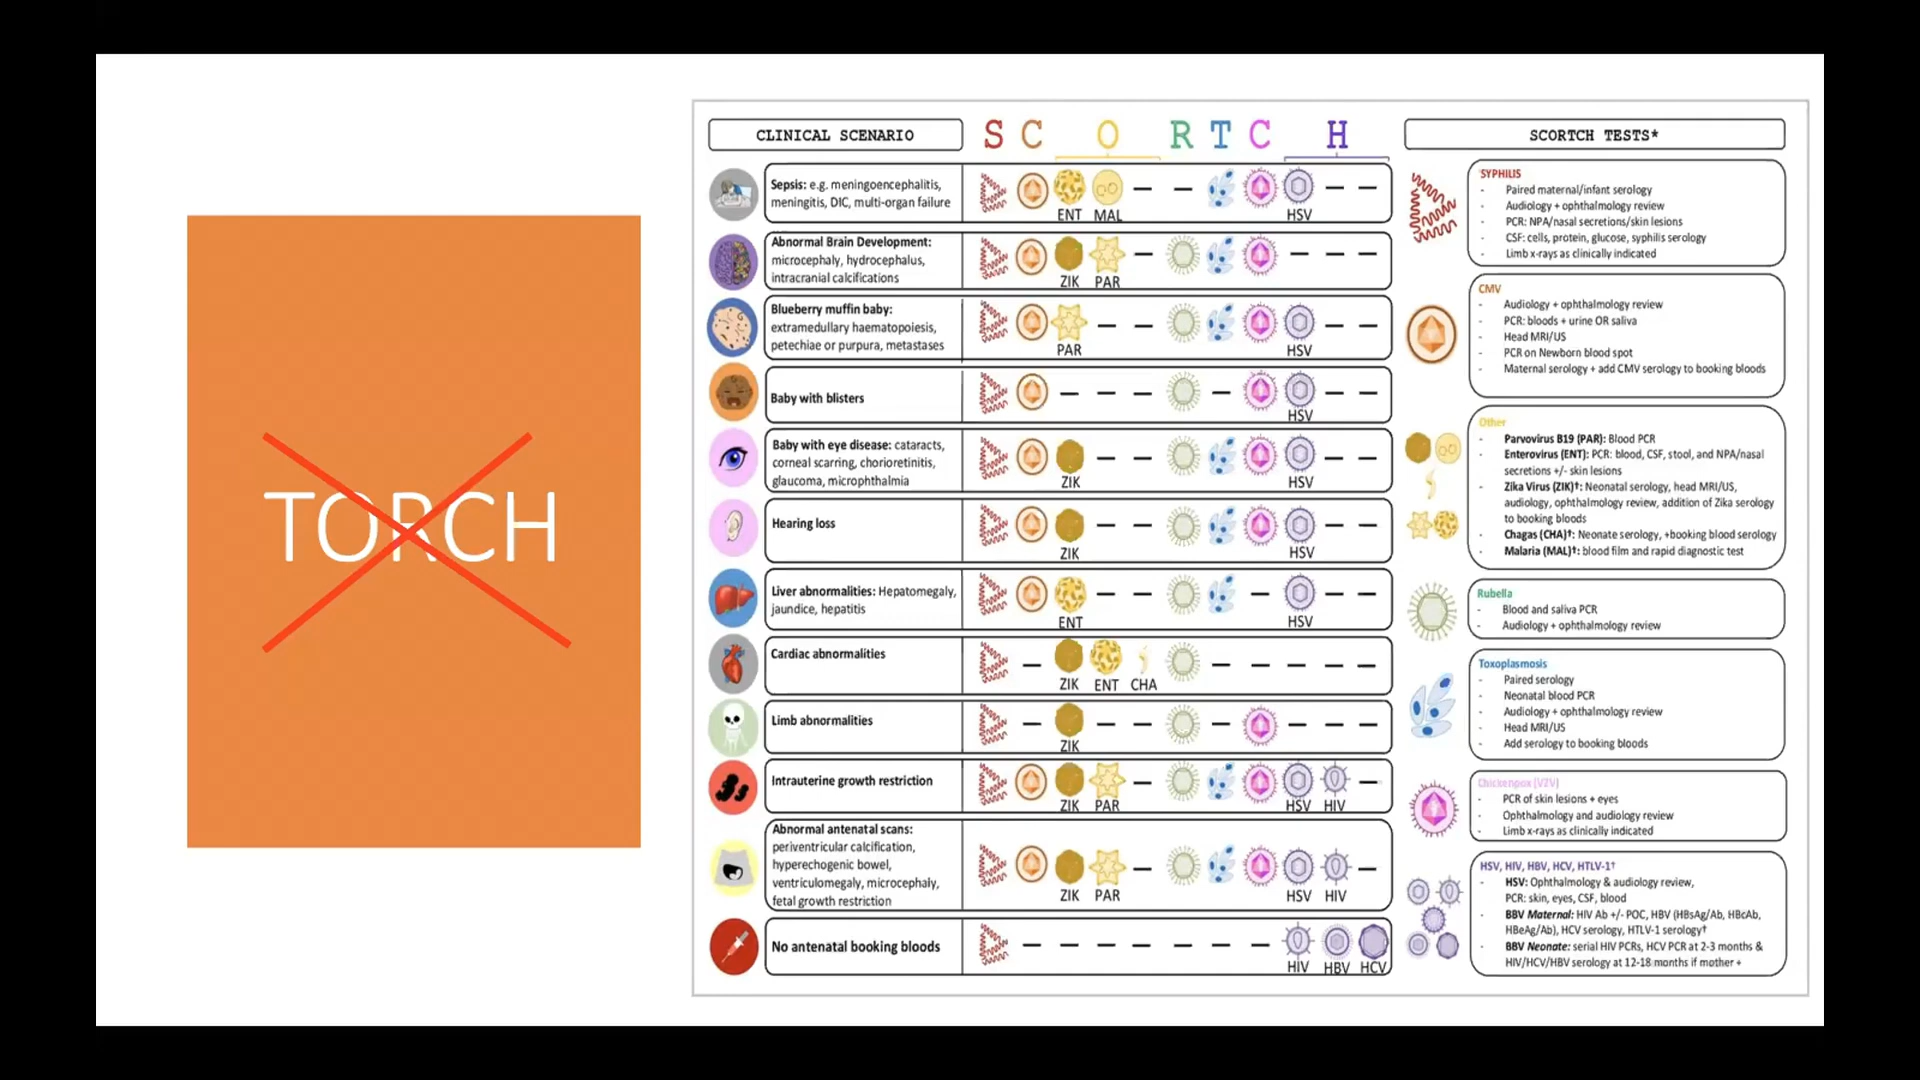 TORCH
CLINICAL SCENARIO
S C O R T C H
SCORTCH TESTS*
Sepsis: e.g. meningoencephalitis,
meningitis, DIC, multi-organ failure
ENT MAL HSV
Abnormal Brain Development:
microcephaly, hydrocephalus,
intracranial calcifications
ZIK PAR
Blueberry muffin baby:
extramedullary haematopoiesis,
petechiae or purpura, metastases
PAR HSV
Baby with blisters
HSV
Baby with eye disease: cataracts,
corneal scarring, chorioretinitis,
glaucoma, microphthalmia
ZIK HSV
Hearing loss
ZIK HSV
Liver abnormalities: Hepatomegaly,
jaundice, hepatitis
ENT HSV
Cardiac abnormalities
ZIK ENT CHA
Limb abnormalities
ZIK
Intrauterine growth restriction
ZIK PAR HSV HIV
Abnormal antenatal scans:
periventricular calcification,
hyperechogenic bowel,
ventriculomegaly, microcephaly,
fetal growth restriction
ZIK PAR HSV HIV
No antenatal booking bloods
HIV HBV HCV
SYPHILIS
- Paired maternal/infant serology
- Audiology + ophthalmology review
- PCR: NPA/nasal secretions/skin lesions
- CSF: cells, protein, glucose, syphilis serology
- Limb x-rays as clinically indicated
CMV
- Audiology + ophthalmology review
- PCR: bloods + urine OR saliva
- Head MRI/US
- PCR on Newborn blood spot
- Maternal serology + add CMV serology to booking bloods
Other
- Parvovirus B19 (PAR): Blood PCR
- Enterovirus (ENT): PCR: blood, CSF, stool, and NPA/nasal
secretions +/- skin lesions
- Zika Virus (ZIK)†: Neonatal serology, head MRI/US,
audiology, ophthalmology review, addition of Zika serology
to booking bloods
- Chagas (CHA)†: Neonate serology, +booking blood serology
- Malaria (MAL)†: blood film and rapid diagnostic test
Rubella
- Blood and saliva PCR
- Audiology + ophthalmology review
Toxoplasmosis
- Paired serology
- Neonatal blood PCR
- Audiology + ophthalmology review
- Head MRI/US
- Add serology to booking bloods
Chickenpox (VZV)
- PCR of skin lesions + eyes
- Ophthalmology and audiology review
- Limb x-rays as clinically indicated
HSV, HIV, HBV, HCV, HTLV-1†
- HSV: Ophthalmology & audiology review,
PCR: skin, eyes, CSF, blood
- BBV Maternal: HIV Ab +/- POC, HBV (HBsAg/Ab, HBcAb,
HBeAg/Ab), HCV serology, HTLV-1 serology†
- BBV Neonate: serial HIV PCRs, HCV PCR at 2-3 months &
HIV/HCV/HBV serology at 12-18 months if mother +